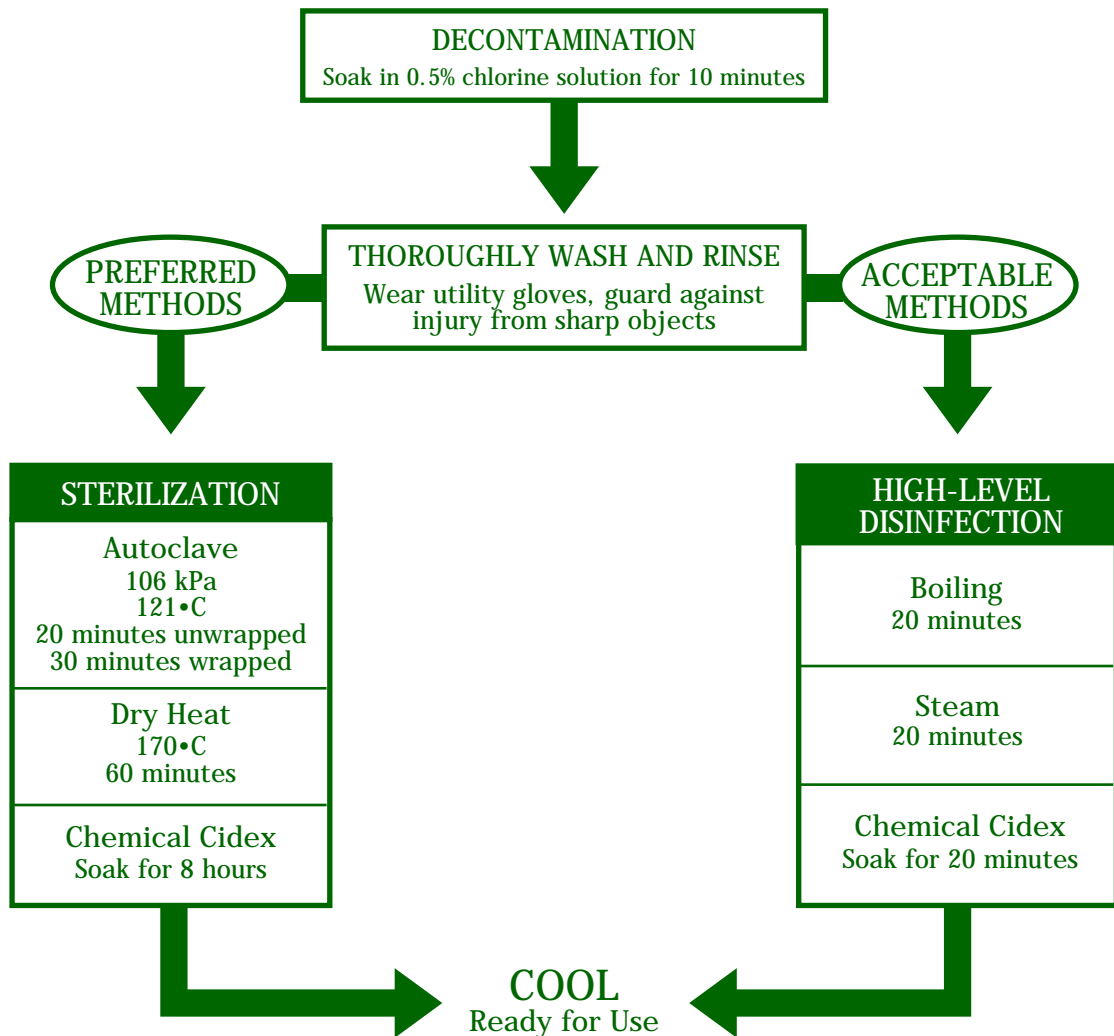 DECONTAMINATION
Soak in 0.5% chlorine solution for 10 minutes
THOROUGHLY WASH AND RINSE
Wear utility gloves, guard against
injury from sharp objects
PREFERRED
METHODS
ACCEPTABLE
METHODS
STERILIZATION
Autoclave
106 kPa
121•C
20 minutes unwrapped
30 minutes wrapped
Dry Heat
170•C
60 minutes
Chemical Cidex
Soak for 8 hours
HIGH-LEVEL
DISINFECTION
Boiling
20 minutes
Steam
20 minutes
Chemical Cidex
Soak for 20 minutes
COOL
Ready for Use